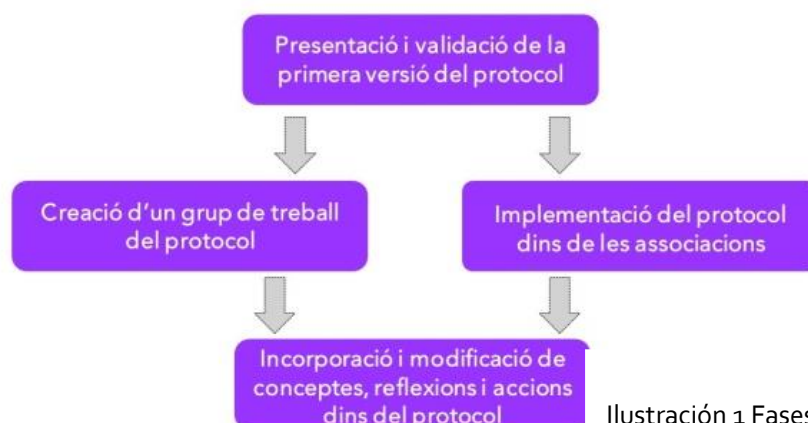 Presentació i validació de la
primera versió del protocol
Creació d'un grup de treball
del protocol
Implementació del protocol
dins de les associacions
Incorporació i modificació de
conceptes, reflexions i accions
dins del protocol
Ilustración 1 Fases